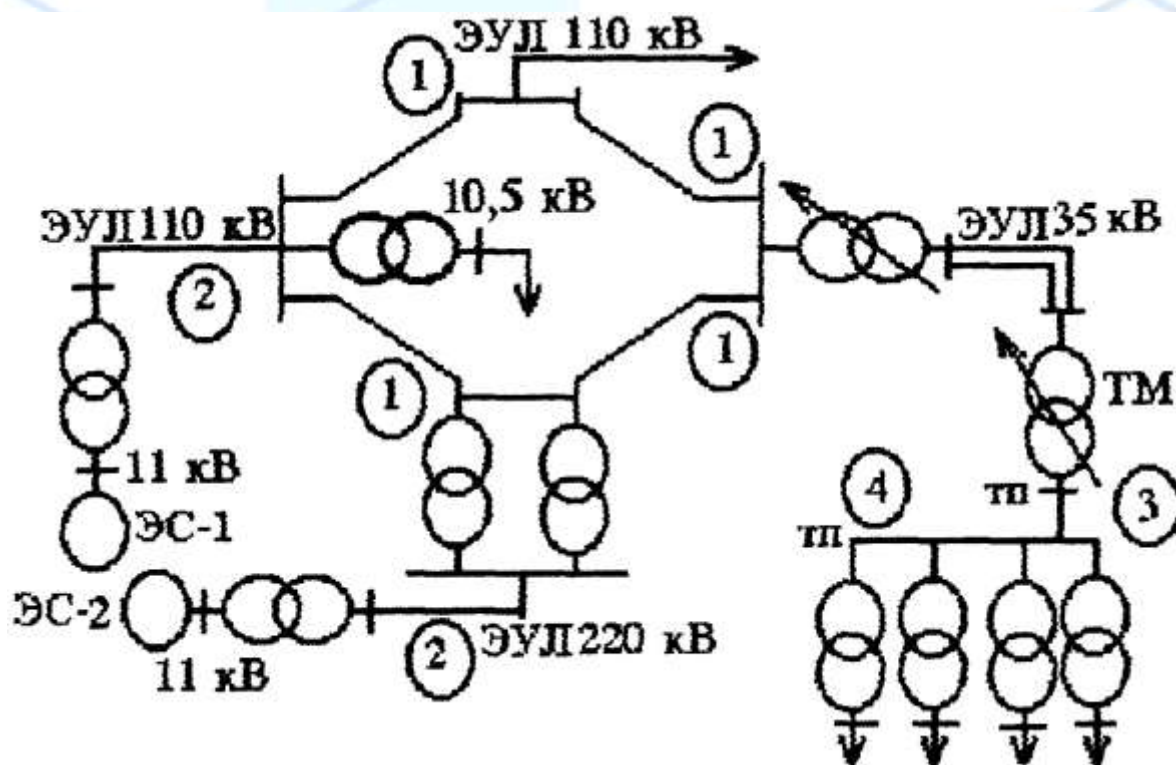 ЭУЛ 110 кВ
1
1
10,5 кВ
ЭУЛ 110 кВ
ЭУЛ 35 кВ
2
1
1
ТМ
11 кВ
4
3
тп
тп
ЭС-1
ЭС-2
11 кВ
2
ЭУЛ 220 кВ